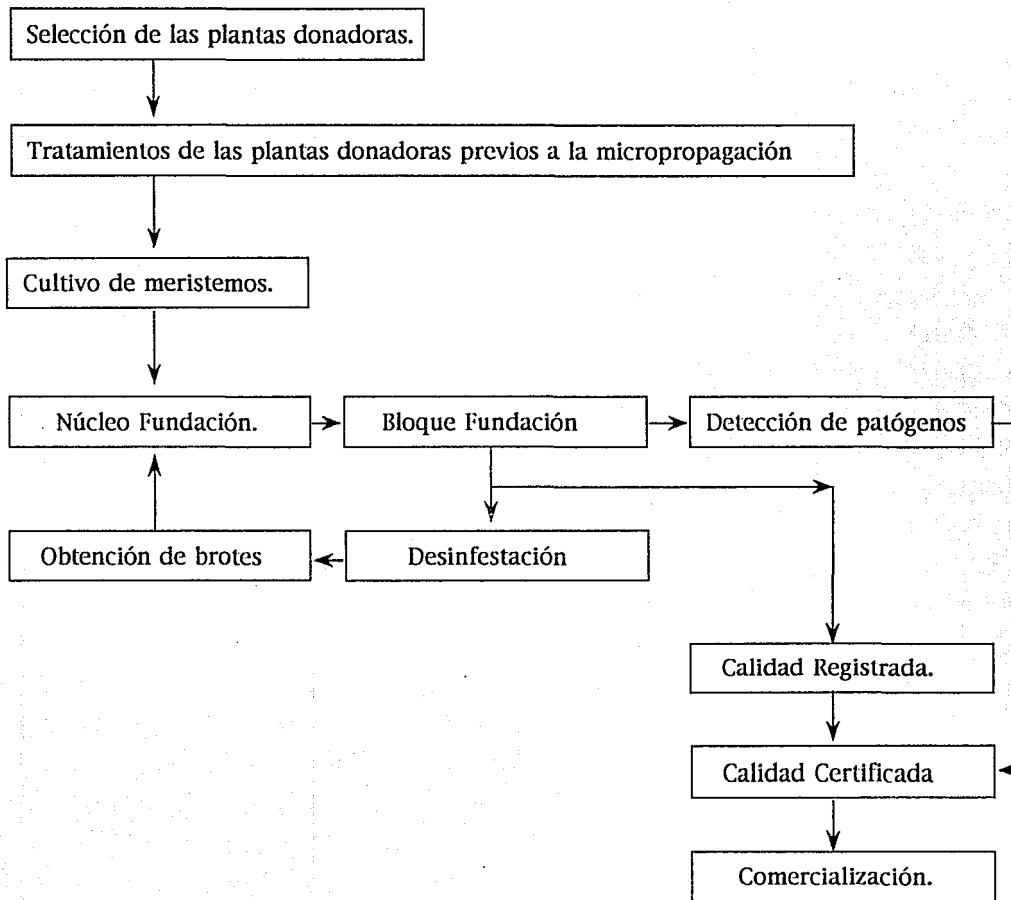 Selección de las plantas donadoras.
Tratamientos de las plantas donadoras previos a la micropropagación
Cultivo de meristemos.
Núcleo Fundación.
Bloque Fundación
Detección de patógenos
Obtención de brotes
Desinfestación
Calidad Registrada.
Calidad Certificada
Comercialización.